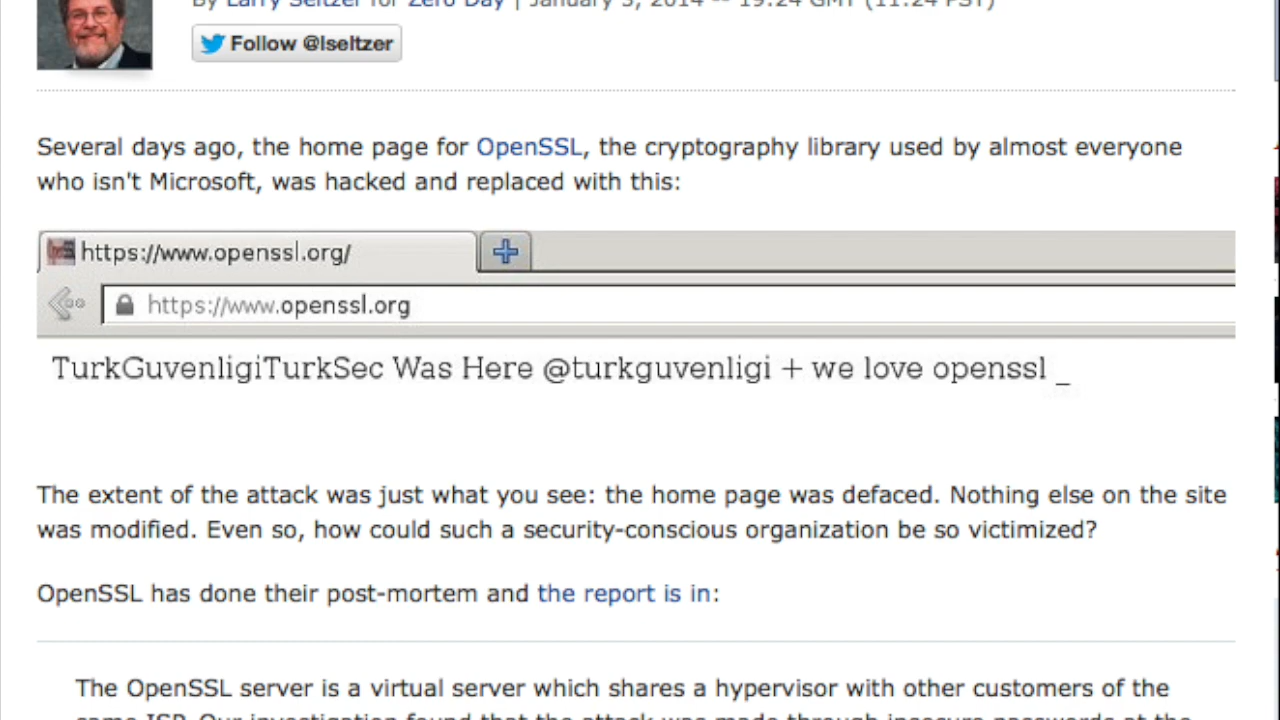 By Larry Seltzer for Zero Day | January 3, 2014 -- 19:24 GMT (11:24 PST)
Follow @lseltzer
Several days ago, the home page for OpenSSL, the cryptography library used by almost everyone
who isn't Microsoft, was hacked and replaced with this:
https://www.openssl.org/
https://www.openssl.org
TurkGuvenligiTurkSec Was Here @turkguvenligi + we love openssl _
The extent of the attack was just what you see: the home page was defaced. Nothing else on the site
was modified. Even so, how could such a security-conscious organization be so victimized?
OpenSSL has done their post-mortem and the report is in:
The OpenSSL server is a virtual server which shares a hypervisor with other customers of the
same ISP. Our investigation found that the attack was made through insecure passwords at the